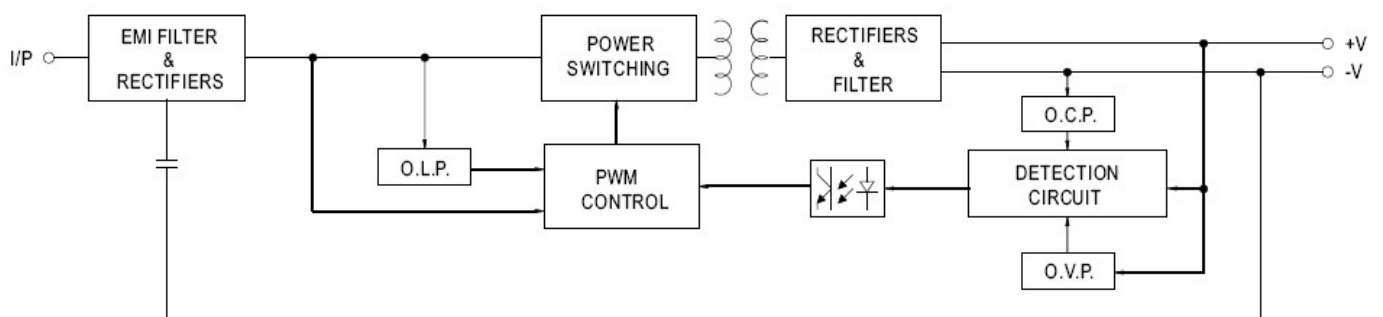 I/P
EMI FILTER
&
RECTIFIERS
POWER
SWITCHING
RECTIFIERS
&
FILTER
+V
-V
O.C.P.
O.L.P.
PWM
CONTROL
DETECTION
CIRCUIT
O.V.P.